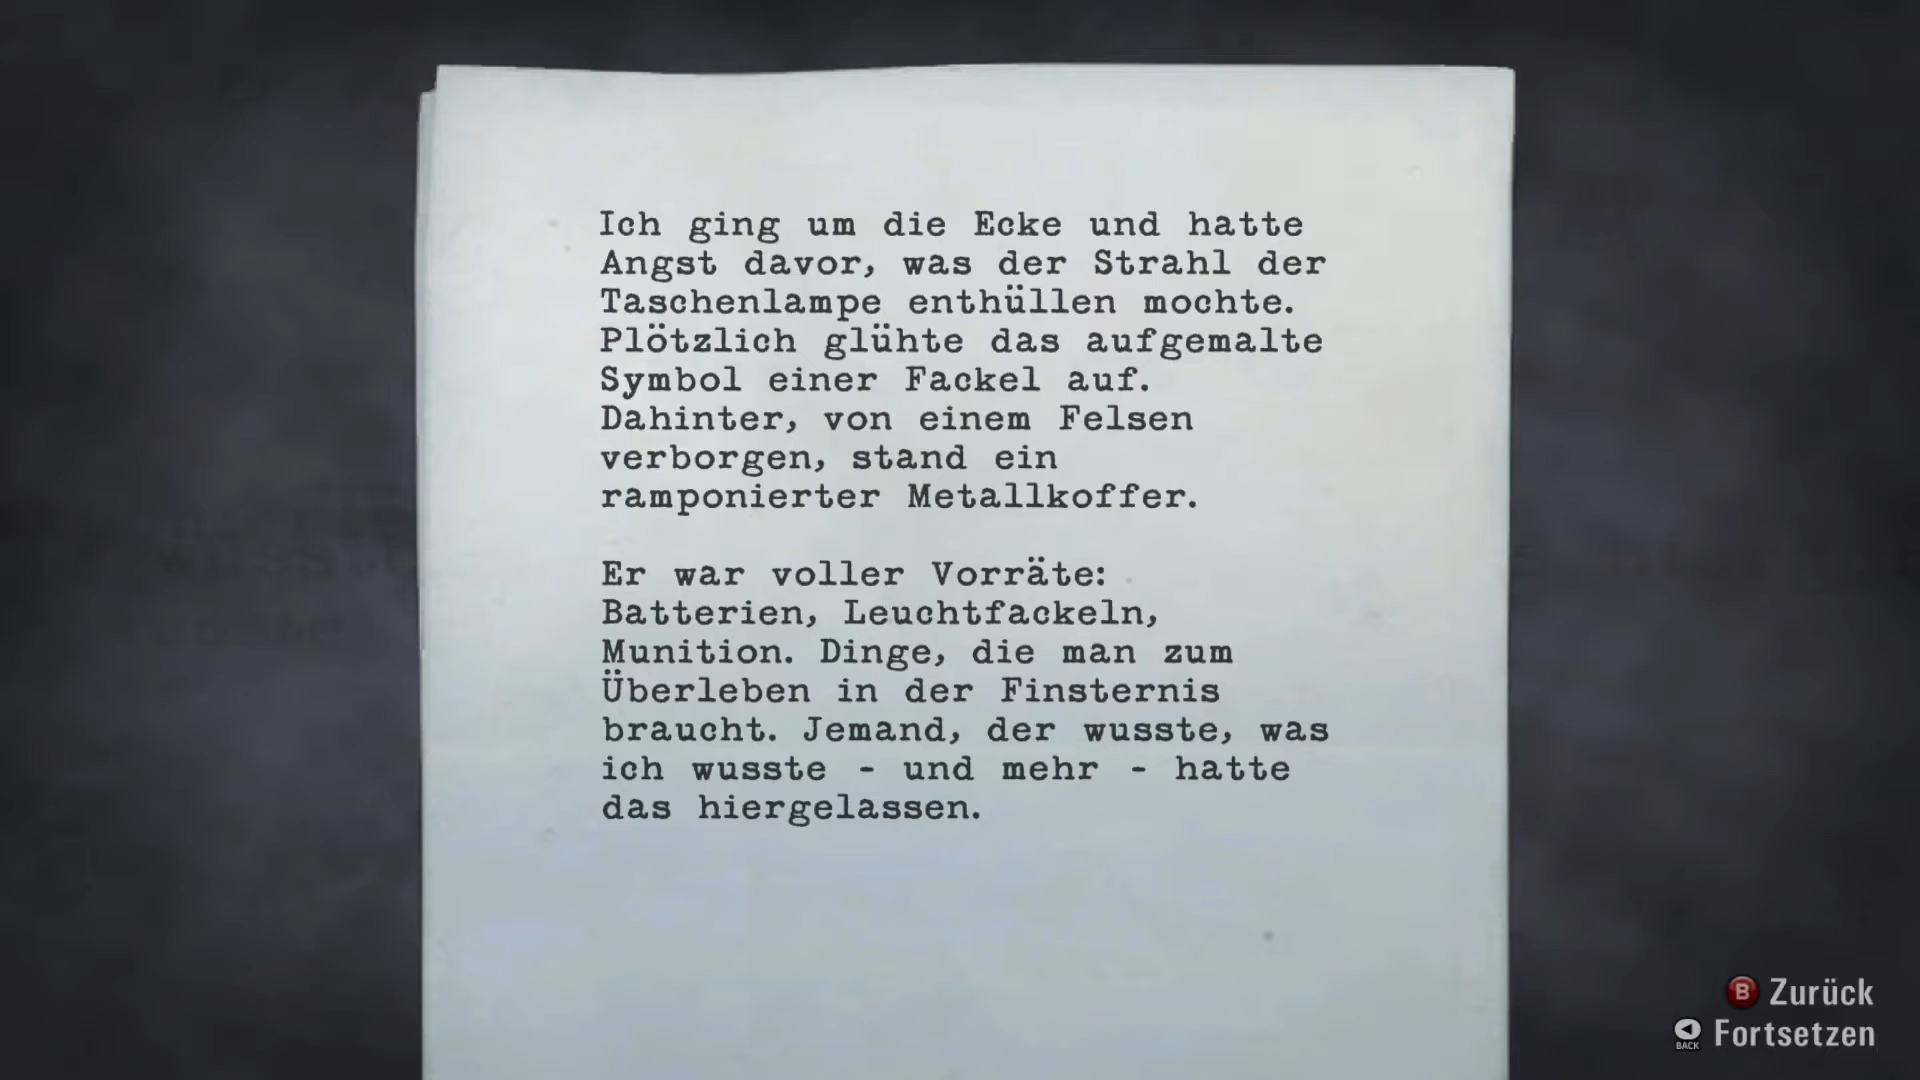 Ich ging um die Ecke und hatte
Angst davor, was der Strahl der
Taschenlampe enthüllen mochte.
Plötzlich glühte das aufgemalte
Symbol einer Fackel auf.
Dahinter, von einem Felsen
verborgen, stand ein
ramponierter Metallkoffer.
Er war voller Vorräte:
Batterien, Leuchtfackeln,
Munition. Dinge, die man zum
Überleben in der Finsternis
braucht. Jemand, der wusste, was
ich wusste - und mehr - hatte
das hiergelassen.
B Zurück
BACK Fortsetzen